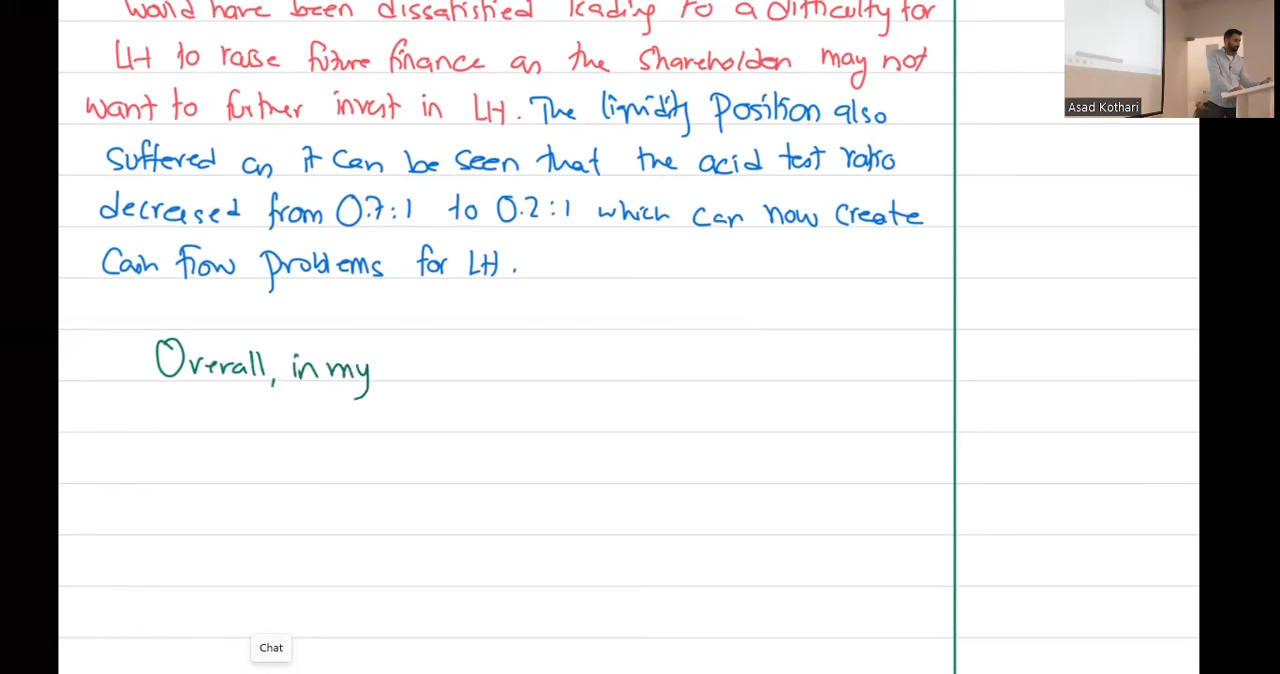 would have been dissatisfied leading to a difficulty for
LH to raise future finance as the shareholders may not
want to further invest in LH. The liquidity position also
suffered as it can be seen that the acid test ratio
decreased from 0.7:1 to 0.2:1 which can now create
Cash flow problems for LH.
Overall, in my
Chat
Asad Kothari